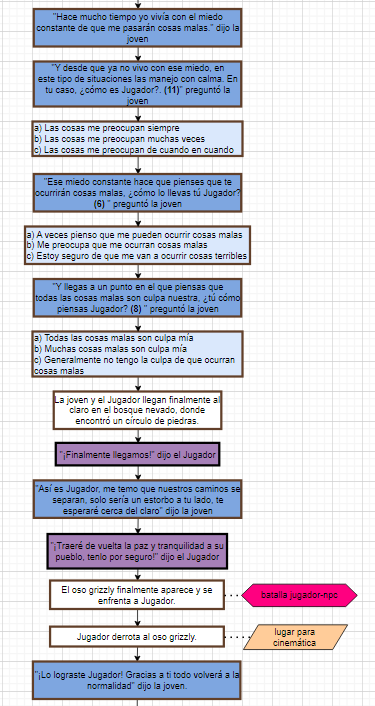 "Hace mucho tiempo yo vivía con el miedo
constante de que me pasarán cosas malas." dijo la
joven
"Y desde que ya no vivo con ese miedo, en
este tipo de situaciones las manejo con calma. En
tu caso, ¿cómo es Jugador?. (11)" preguntó la
joven
a) Las cosas me preocupan siempre
b) Las cosas me preocupan muchas veces
c) Las cosas me preocupan de cuando en cuando
"Ese miedo constante hace que pienses que te
ocurrirán cosas malas, ¿cómo lo llevas tú Jugador?
(6) " preguntó la joven
a) A veces pienso que me pueden ocurrir cosas malas
b) Me preocupa que me ocurran cosas malas
c) Estoy seguro de que me van a ocurrir cosas terribles
"Y llegas a un punto en el que piensas que
todas las cosas malas son culpa nuestra, ¿tú cómo
piensas Jugador? (8) " preguntó la joven
a) Todas las cosas malas son culpa mía
b) Muchas cosas malas son culpa mía
c) Generalmente no tengo la culpa de que ocurran
cosas malas
La joven y el Jugador llegan finalmente al
claro en el bosque nevado, donde
encontró un círculo de piedras.
"¡Finalmente llegamos!" dijo el Jugador
"Así es Jugador, me temo que nuestros caminos se
separan, solo sería un estorbo a tu lado, te
esperaré cerca del claro" dijo la joven
"¡Traeré de vuelta la paz y tranquilidad a su
pueblo, tenlo por seguro!" dijo el Jugador
El oso grizzly finalmente aparece y se
enfrenta a Jugador.
batalla jugador-npc
Jugador derrota al oso grizzly.
lugar para
cinemática
"¡Lo lograste Jugador! Gracias a ti todo volverá a la
normalidad" dijo la joven.